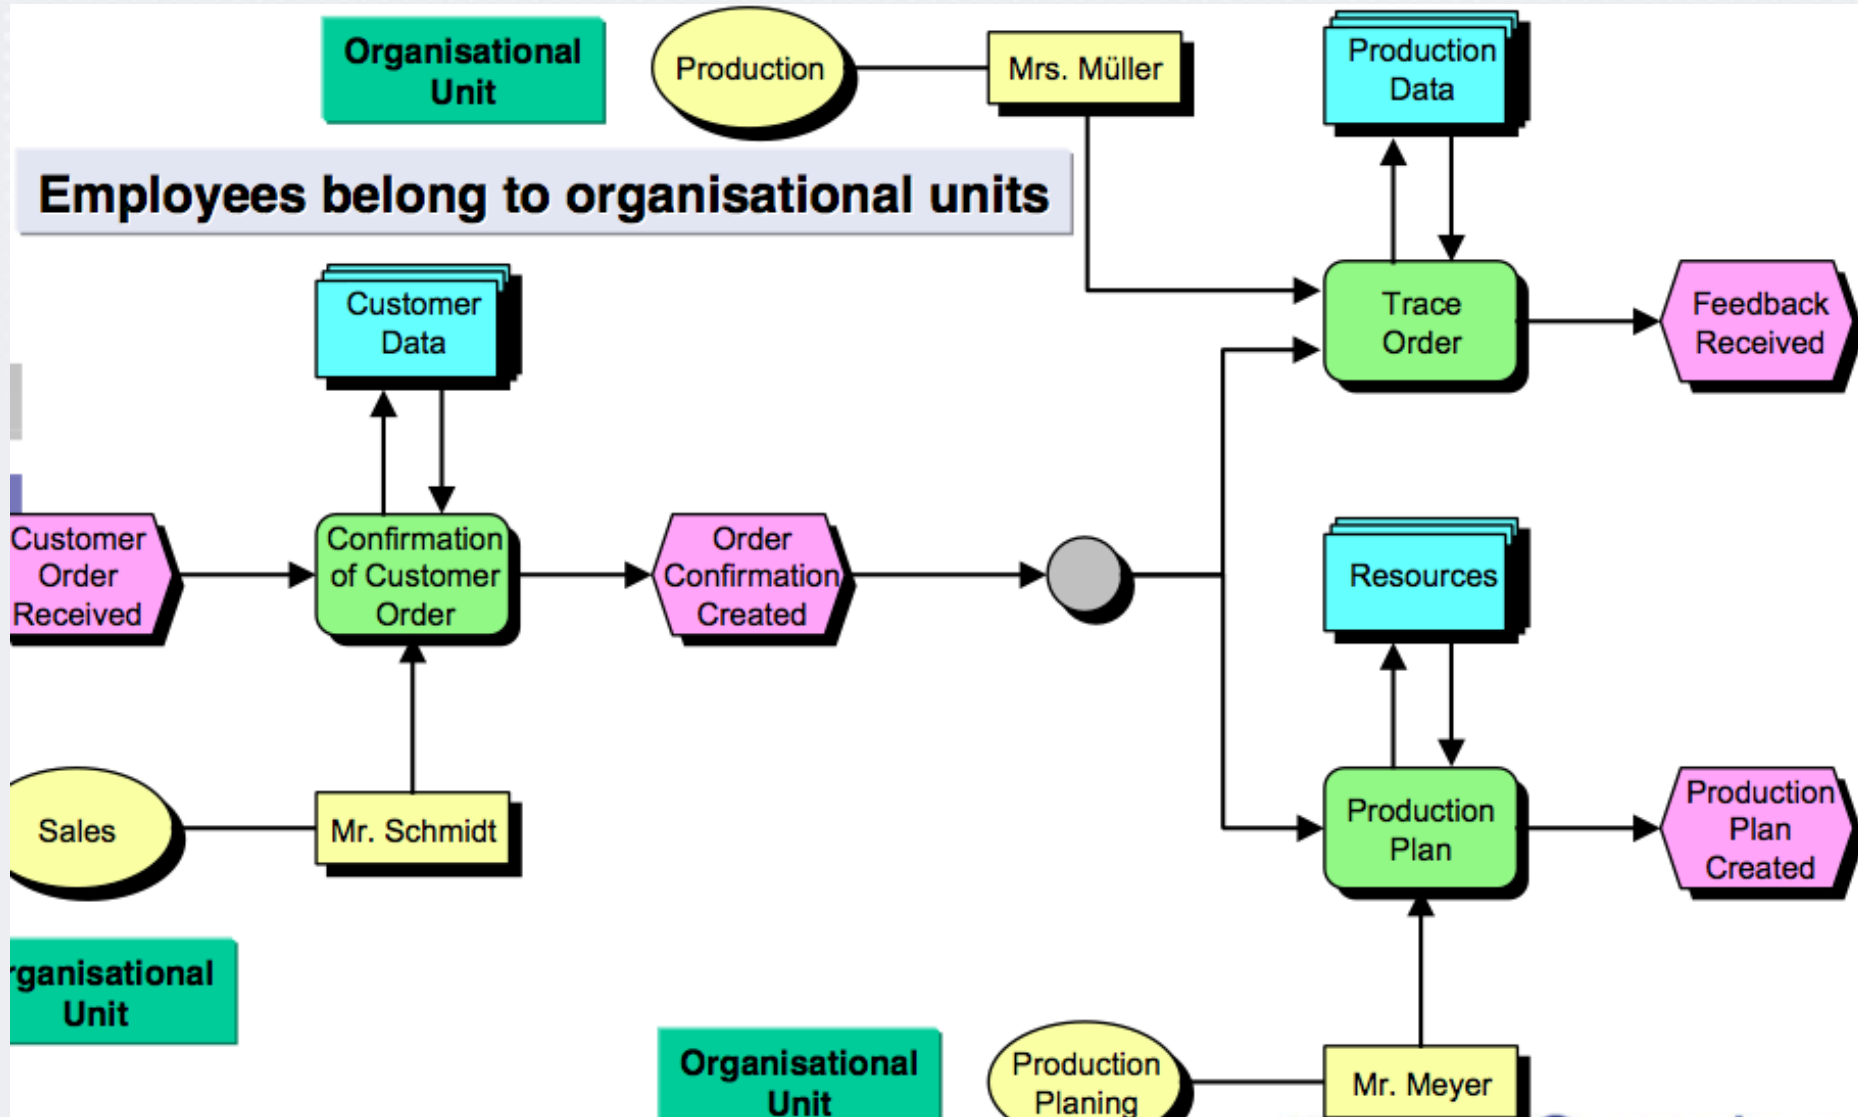 Organisational
Unit
Production
Mrs. Müller
Production
Data
Employees belong to organisational units
Customer
Data
Trace
Order
Feedback
Received
Customer
Order
Received
Confirmation
of Customer
Order
Order
Confirmation
Created
Resources
Sales
Mr. Schmidt
Production
Plan
Production
Plan
Created
rganisational
Unit
Organisational
Unit
Production
Planing
Mr. Meyer